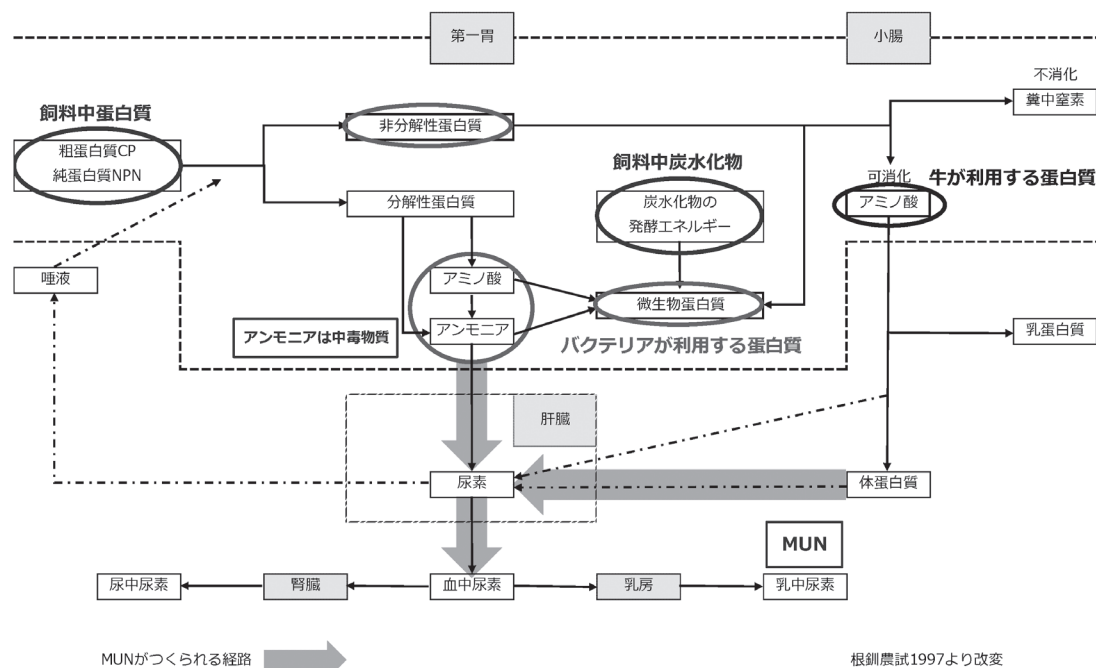 第一胃
小腸
不消化
糞中窒素
飼料中蛋白質
粗蛋白質CP
純蛋白質NPN
非分解性蛋白質
飼料中炭水化物
炭水化物の
発酵エネルギー
可消化
アミノ酸
牛が利用する蛋白質
分解性蛋白質
唾液
アミノ酸
アンモニア
アンモニアは中毒物質
微生物蛋白質
バクテリアが利用する蛋白質
乳蛋白質
肝臓
尿素
体蛋白質
MUN
尿中尿素
腎臓
血中尿素
乳房
乳中尿素
MUNがつくられる経路
根釧農試1997より改変